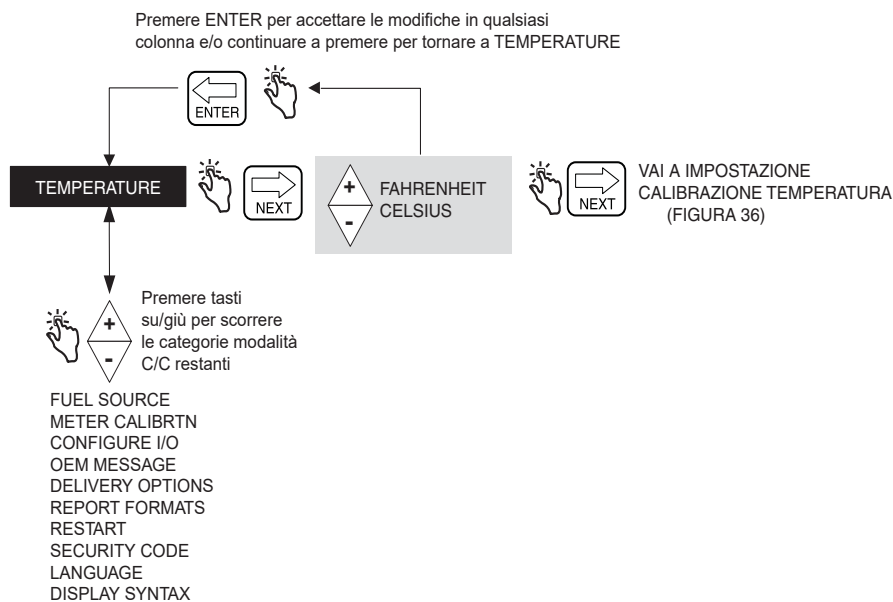 Premere ENTER per accettare le modifiche in qualsiasi
colonna e/o continuare a premere per tornare a TEMPERATURE
ENTER
TEMPERATURE
NEXT
+
-
FAHRENHEIT
CELSIUS
NEXT
VAI A IMPOSTAZIONE
CALIBRAZIONE TEMPERATURA
(FIGURA 36)
+
-
Premere tasti
su/giù per scorrere
le categorie modalità
C/C restanti
FUEL SOURCE
METER CALIBRTN
CONFIGURE I/O
OEM MESSAGE
DELIVERY OPTIONS
REPORT FORMATS
RESTART
SECURITY CODE
LANGUAGE
DISPLAY SYNTAX